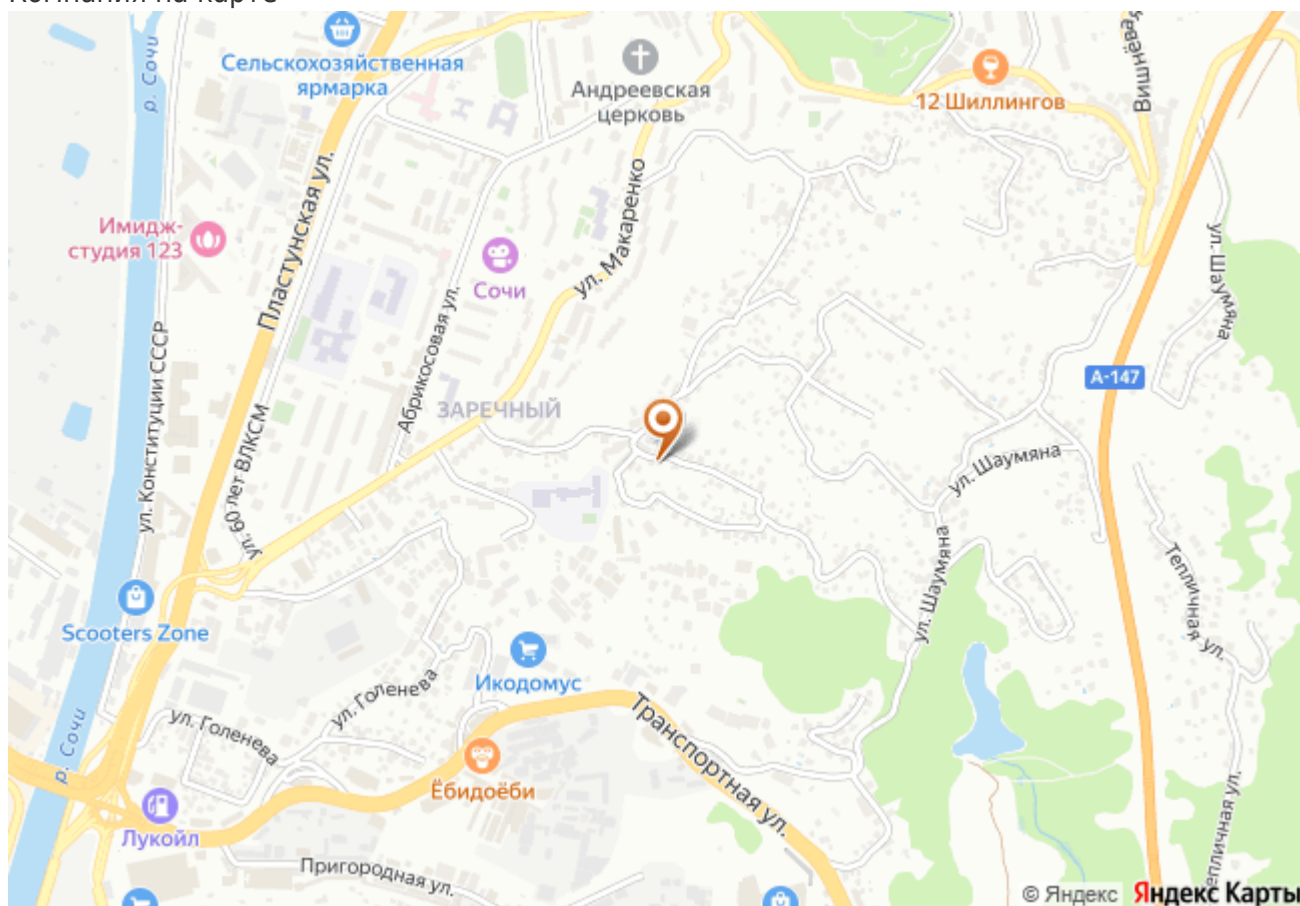 Компания на карте
р. Сочи
Сельскохозяйственная
ярмарка
Андреевская
церковь
12 Шиллингов
Вишнёвая
Пластунская ул.
ул. Макаренко
Имидж-
студия 123
Сочи
ул. Шаумяна
Абрикосовая ул.
ул. Конституции СССР
А-147
ЗАРЕЧНЫЙ
ул. 60 лет ВЛКСМ
ул. Шаумяна
Тепличная ул.
ул. Шаумяна
Scooters Zone
Икодомус
ул. Голенева
ул. Голенева
р. Сочи
Транспортная ул.
Ёбидоёби
Лукойл
Пригородная ул.
Тепличная ул.
© Яндекс Яндекс Карты